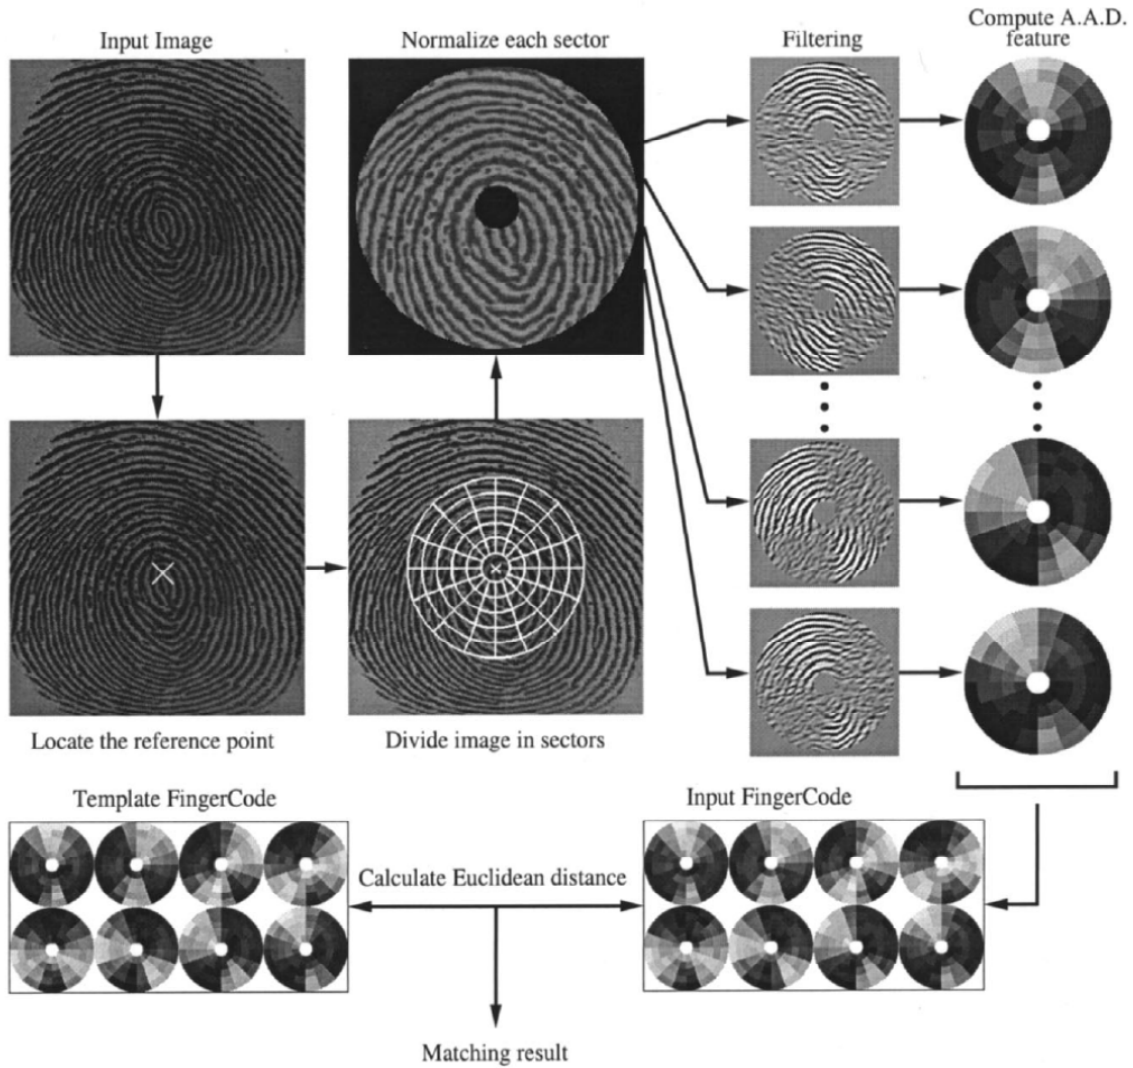 Input Image
Normalize each sector
Filtering
Compute A.A.D.
feature
Locate the reference point
Divide image in sectors
Template FingerCode
Input FingerCode
Calculate Euclidean distance
Matching result